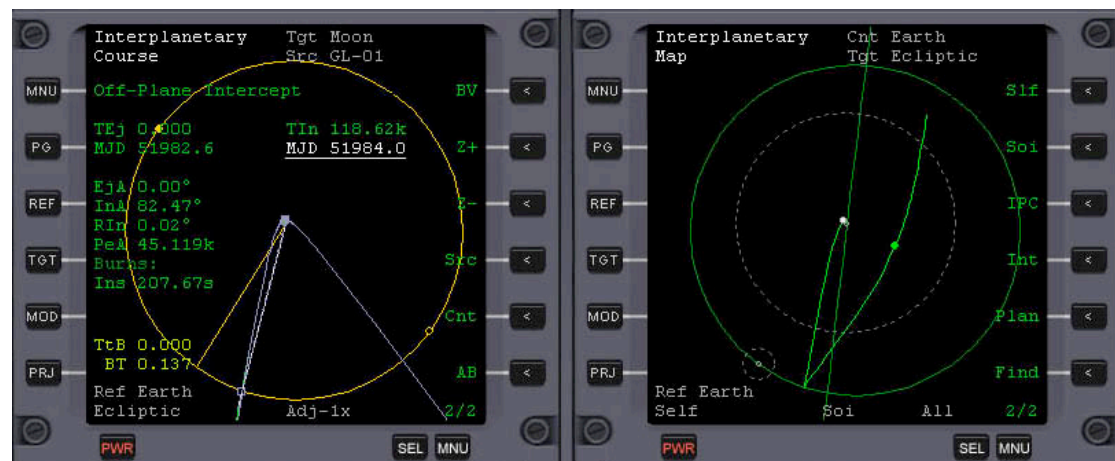 Interplanetary Tgt Moon
Course Src GL-01
MNU Off-Plane Intercept BV <
TEj 0.000 TIn 118.62k
PG MJD 51982.6 MJD 51984.0 Z+ <
EjA 0.00°
REF InA 82.47° Z- <
RIn 0.02°
PeA 45.119k
TGT Burns: Src <
Ins 207.67s
MOD Cnt <
TtB 0.000
PRJ BT 0.137 AB <
Ref Earth
Ecliptic Adj-1x 2/2
PWR SEL MNU
Interplanetary Cnt Earth
Map Tgt Ecliptic
MNU Slf <
PG Soi <
REF IPC <
TGT Int <
MOD Plan <
PRJ Find <
Ref Earth
Self Soi All 2/2
PWR SEL MNU